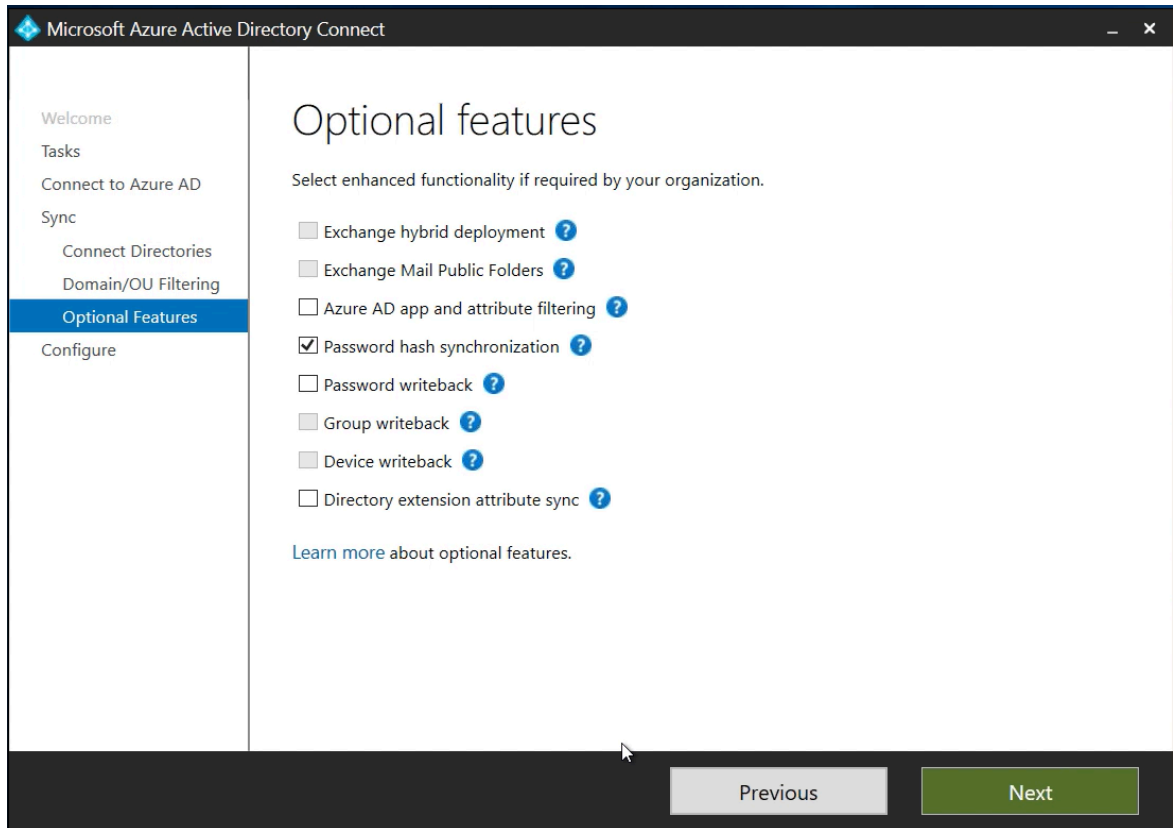 Microsoft Azure Active Directory Connect
Welcome
Tasks
Connect to Azure AD
Sync
Connect Directories
Domain/OU Filtering
Optional Features
Configure
Optional features
Select enhanced functionality if required by your organization.
Exchange hybrid deployment ?
Exchange Mail Public Folders ?
Azure AD app and attribute filtering ?
Password hash synchronization ?
Password writeback ?
Group writeback ?
Device writeback ?
Directory extension attribute sync ?
Learn more about optional features.
Previous
Next